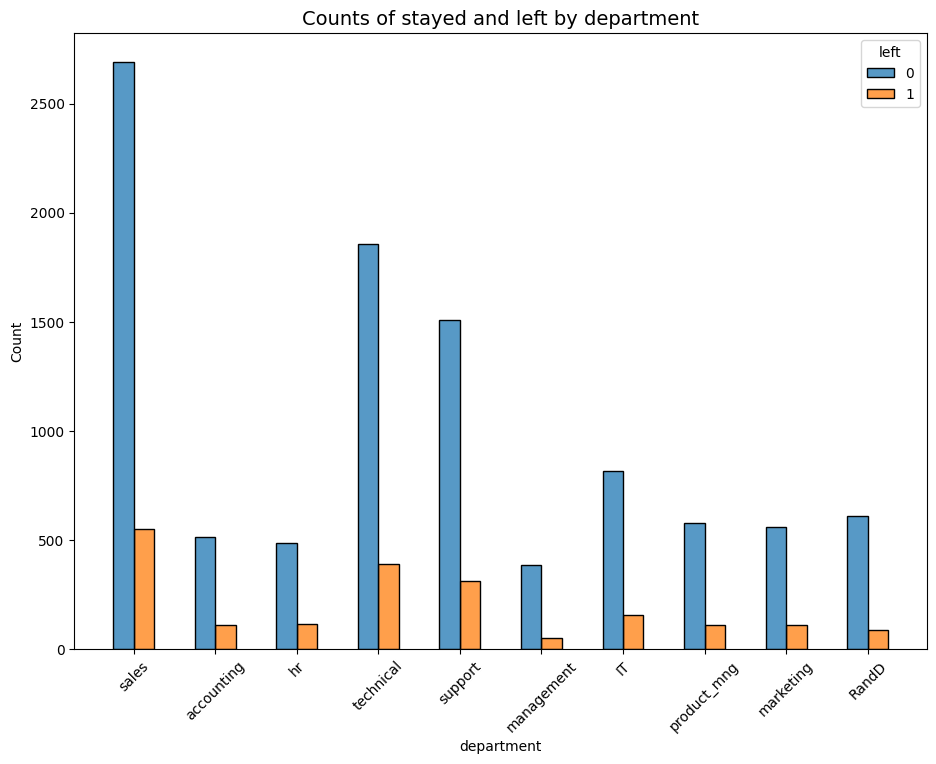 Counts of stayed and left by department
left
0
1
Count
2500
2000
1500
1000
500
0
sales
accounting
hr
technical
support
management
IT
product_mng
marketing
RandD
department